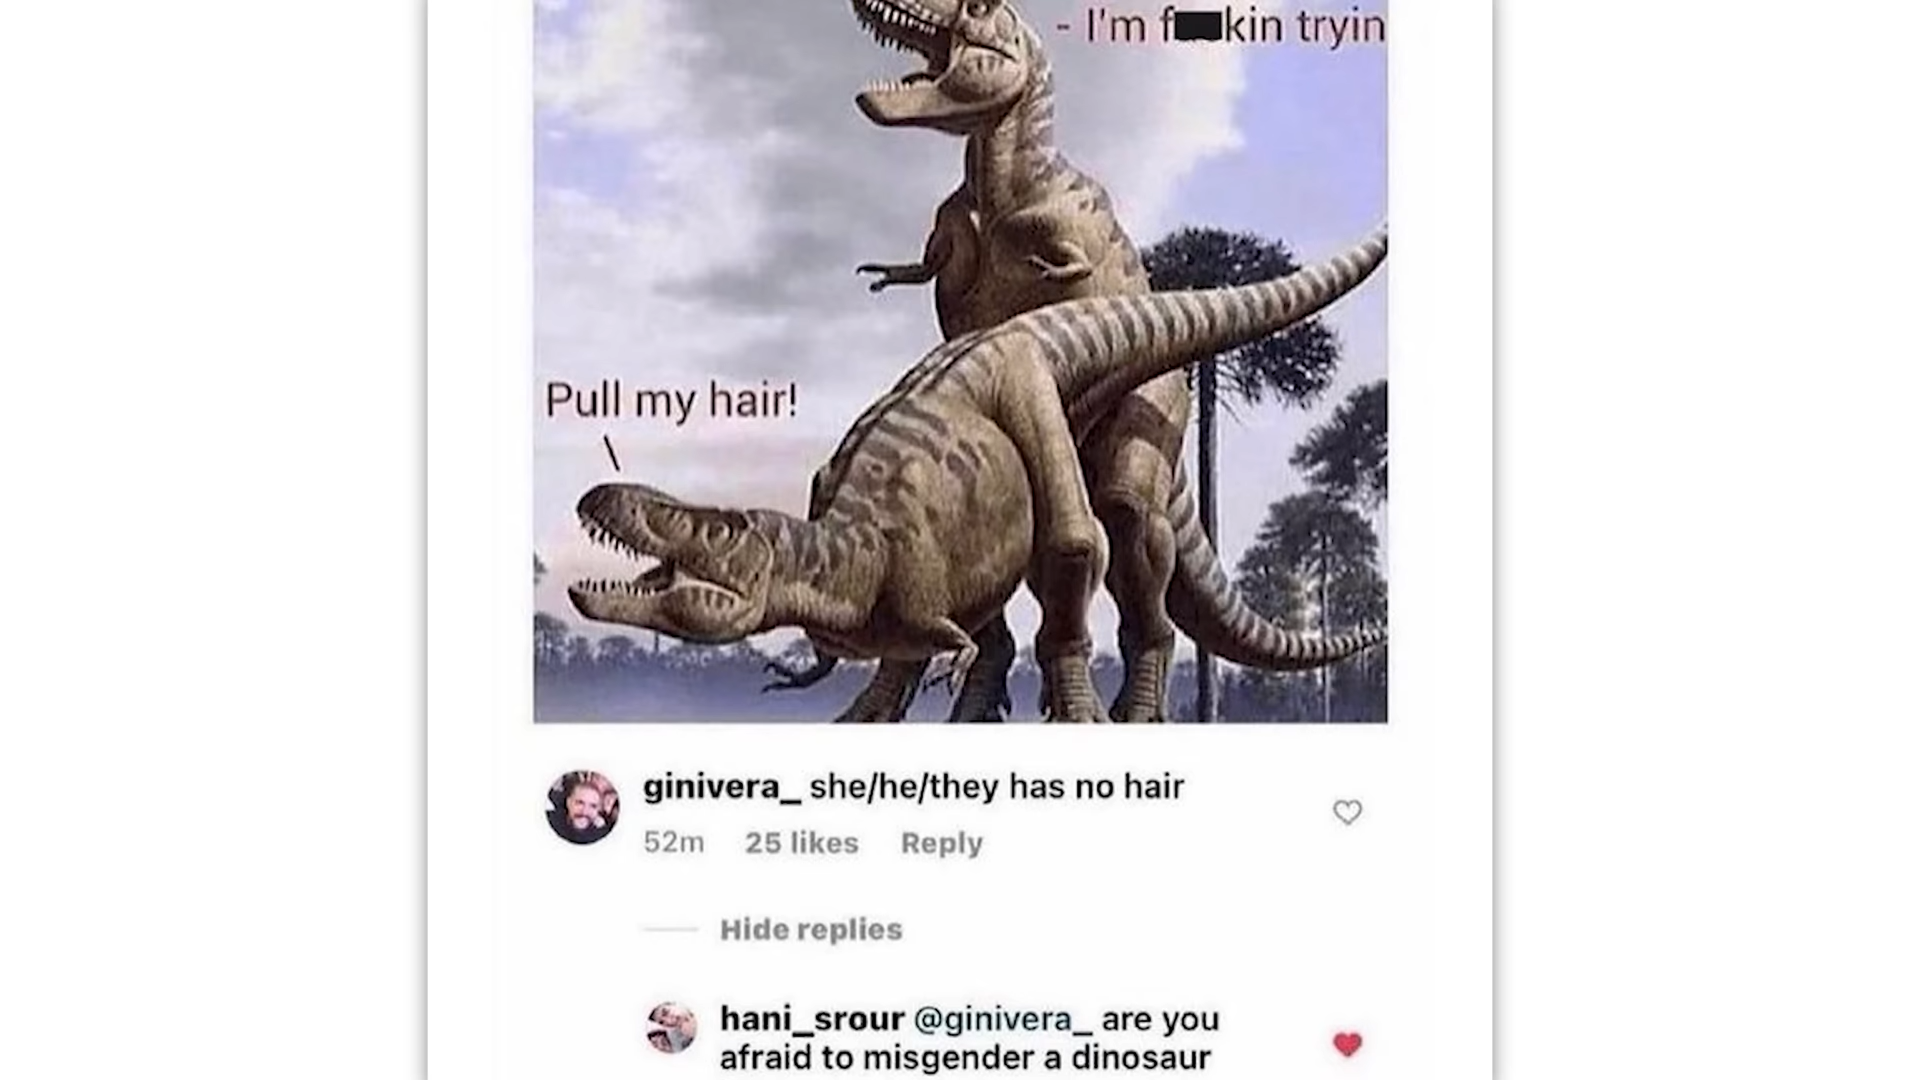 - I'm f kin tryin
Pull my hair!
ginivera_ she/he/they has no hair
52m 25 likes Reply
Hide replies
hani_srour @ginivera_ are you
afraid to misgender a dinosaur